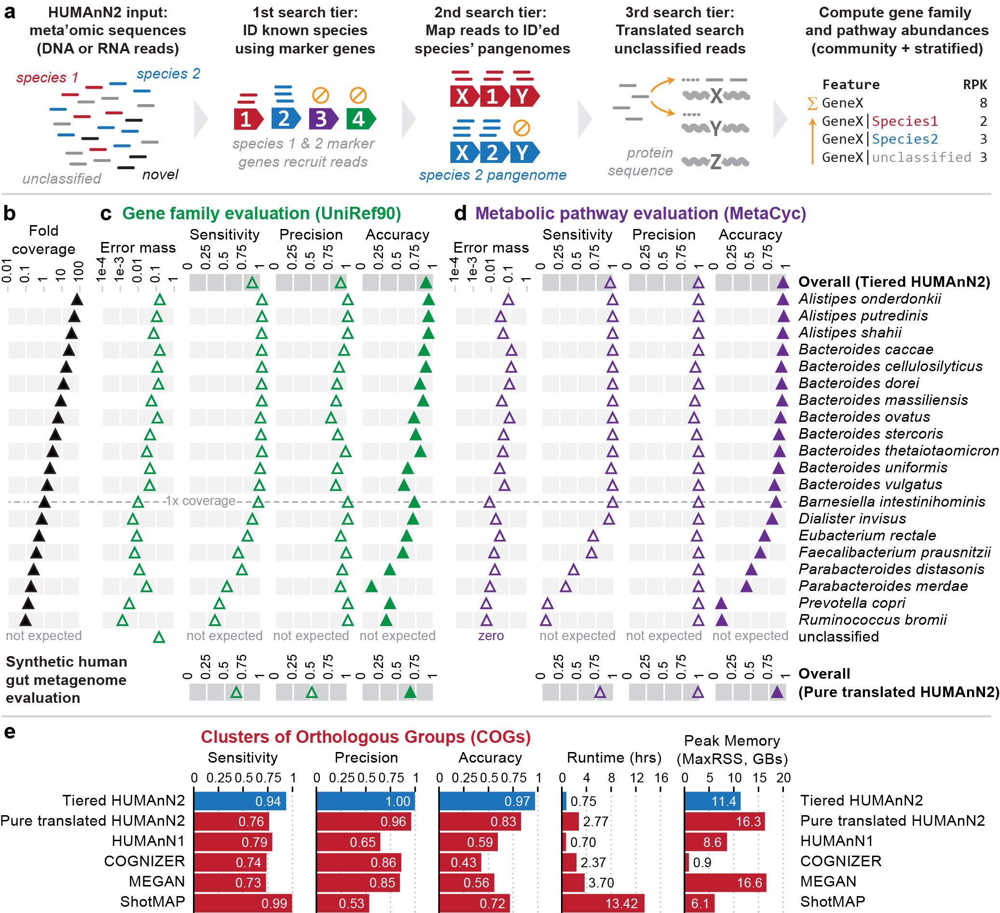 a
HUMAnN2 input:
meta'omic sequences
(DNA or RNA reads)
species 1
species 2
unclassified
novel
1st search tier:
ID known species
using marker genes
1 2 3 4
species 1 & 2 marker
genes recruit reads
2nd search tier:
Map reads to ID'ed
species' pangenomes
X 1 Y
X 2 Y
species 2 pangenome
3rd search tier:
Translated search
unclassified reads
X
Y
Z
protein
sequence
Compute gene family
and pathway abundances
(community + stratified)
Feature RPK
Σ GeneX 8
GeneX|Species1 2
GeneX|Species2 3
GeneX|unclassified 3
b
Fold
coverage
0.01 0.1 1 10 100
c Gene family evaluation (UniRef90)
Error mass Sensitivity Precision Accuracy
1e-4 1e-3 0.01 0.1 1
0 0.25 0.5 0.75 1
0 0.25 0.5 0.75 1
0 0.25 0.5 0.75 1
d Metabolic pathway evaluation (MetaCyc)
Error mass Sensitivity Precision Accuracy
1e-4 1e-3 0.01 0.1 1
0 0.25 0.5 0.75 1
0 0.25 0.5 0.75 1
0 0.25 0.5 0.75 1
Overall (Tiered HUMAnN2)
Alistipes onderdonkii
Alistipes putredinis
Alistipes shahii
Bacteroides caccae
Bacteroides cellulosilyticus
Bacteroides dorei
Bacteroides massiliensis
Bacteroides ovatus
Bacteroides stercoris
Bacteroides thetaiotaomicron
Bacteroides uniformis
Bacteroides vulgatus
1x coverage
Barnesiella intestinihominis
Dialister invisus
Eubacterium rectale
Faecalibacterium prausnitzii
Parabacteroides distasonis
Parabacteroides merdae
Prevotella copri
Ruminococcus bromii
not expected not expected not expected not expected zero not expected not expected not expected unclassified
Synthetic human
gut metagenome
evaluation
0 0.25 0.5 0.75 1
0 0.25 0.5 0.75 1
0 0.25 0.5 0.75 1
0 0.25 0.5 0.75 1
0 0.25 0.5 0.75 1
0 0.25 0.5 0.75 1
Overall
(Pure translated HUMAnN2)
e
Clusters of Orthologous Groups (COGs)
Sensitivity Precision Accuracy Runtime (hrs) Peak Memory
(MaxRSS, GBs)
0 0.25 0.5 0.75 1 0 0.25 0.5 0.75 1 0 0.25 0.5 0.75 1 0 4 8 12 16 0 5 10 15 20
Tiered HUMAnN2 0.94 1.00 0.97 0.75 11.4 Tiered HUMAnN2
Pure translated HUMAnN2 0.76 0.96 0.83 2.77 16.3 Pure translated HUMAnN2
HUMAnN1 0.79 0.65 0.59 0.70 8.6 HUMAnN1
COGNIZER 0.74 0.86 0.43 2.37 0.9 COGNIZER
MEGAN 0.73 0.85 0.56 3.70 16.6 MEGAN
ShotMAP 0.99 0.53 0.72 13.42 6.1 ShotMAP